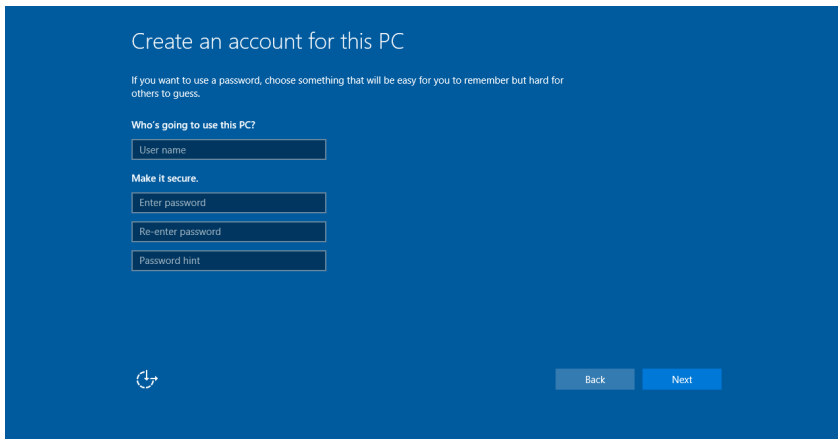 Create an account for this PC
If you want to use a password, choose something that will be easy for you to remember but hard for
others to guess.
Who's going to use this PC?
User name
Make it secure.
Enter password
Re-enter password
Password hint
Back
Next